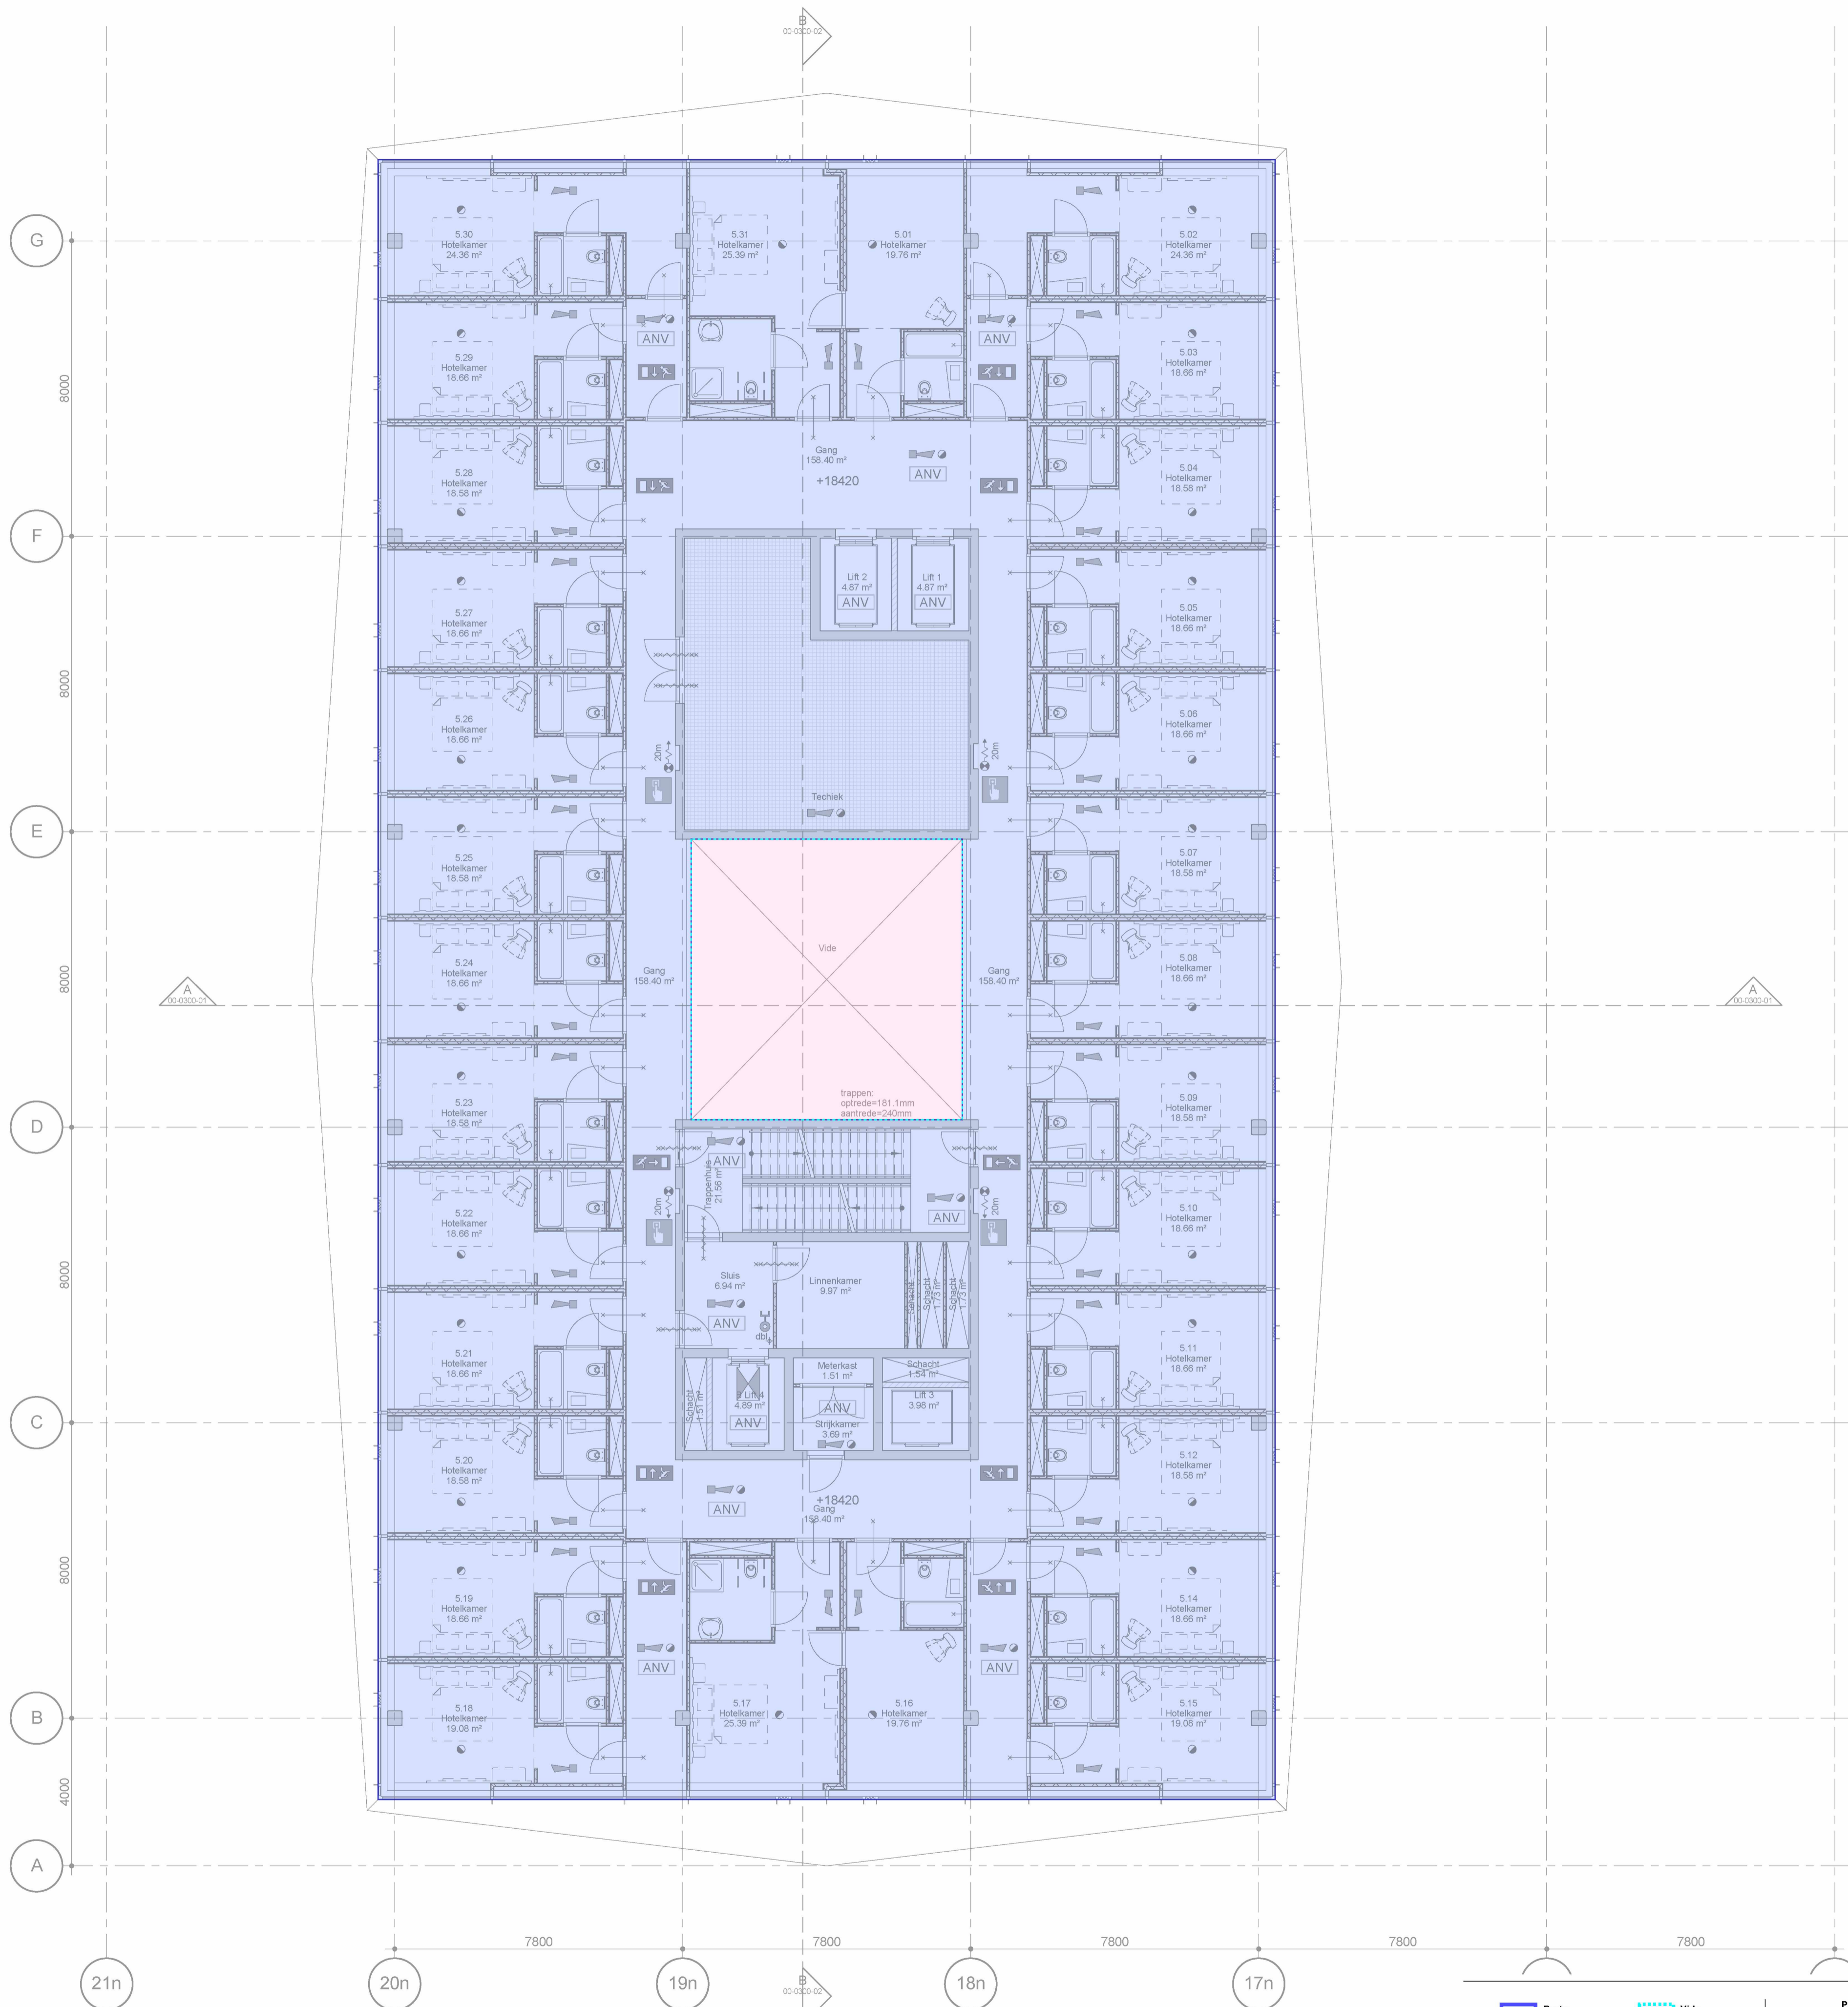 B
00-0300-02
G
F
E
D
C
B
A
8000
8000
8000
8000
8000
4000
5.30
Hotelkamer
24.36 m²
5.31
Hotelkamer
25.39 m²
5.01
Hotelkamer
19.76 m²
5.02
Hotelkamer
24.36 m²
5.29
Hotelkamer
18.66 m²
ANV
ANV
5.03
Hotelkamer
18.66 m²
5.28
Hotelkamer
18.58 m²
Gang
158.40 m²
+18420
ANV
5.04
Hotelkamer
18.58 m²
5.27
Hotelkamer
18.66 m²
Lift 2
4.87 m²
ANV
Lift 1
4.87 m²
ANV
5.05
Hotelkamer
18.66 m²
5.26
Hotelkamer
18.66 m²
20m
20m
5.06
Hotelkamer
18.66 m²
Techiek
5.25
Hotelkamer
18.58 m²
5.07
Hotelkamer
18.58 m²
Vide
5.24
Hotelkamer
18.66 m²
Gang
158.40 m²
Gang
158.40 m²
5.08
Hotelkamer
18.66 m²
A
00-0300-01
A
00-0300-01
5.23
Hotelkamer
18.58 m²
trappen:
optrede=181.1mm
aantrede=240mm
5.09
Hotelkamer
18.58 m²
ANV
Trappenhuis
21.56 m²
ANV
20m
20m
5.22
Hotelkamer
18.66 m²
5.10
Hotelkamer
18.66 m²
Sluis
6.94 m²
ANV
dbl
Linnenkamer
9.97 m²
Schacht
Schacht
1.73 m²
Schacht
1.73 m²
5.21
Hotelkamer
18.66 m²
5.11
Hotelkamer
18.66 m²
Schacht
1.51 m²
Lift 4
4.89 m²
ANV
Meterkast
1.51 m²
ANV
Strijkkamer
3.69 m²
Schacht
1.54 m²
Lift 3
3.98 m²
5.20
Hotelkamer
18.58 m²
5.12
Hotelkamer
18.58 m²
ANV
+18420
Gang
158.40 m²
5.19
Hotelkamer
18.66 m²
5.14
Hotelkamer
18.66 m²
ANV
ANV
5.18
Hotelkamer
19.08 m²
5.17
Hotelkamer
25.39 m²
5.16
Hotelkamer
19.76 m²
5.15
Hotelkamer
19.08 m²
7800
7800
7800
7800
7800
21n
20n
19n
18n
17n
B
00-0300-02